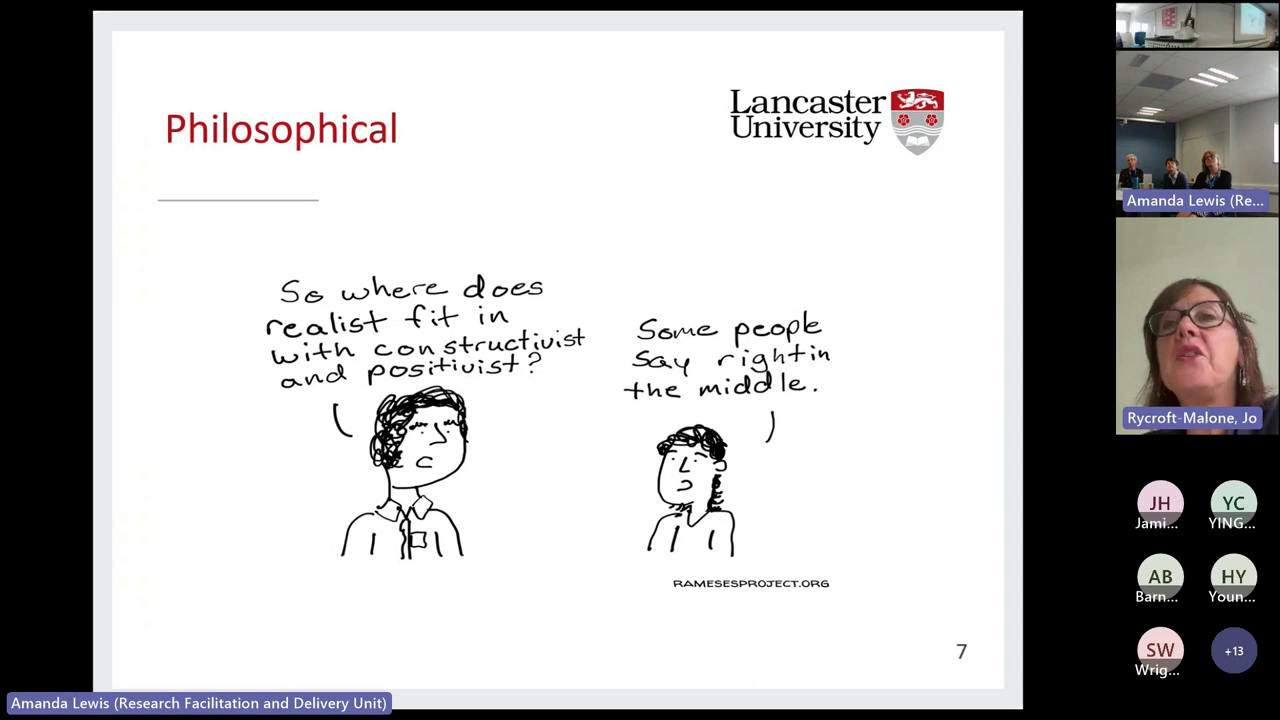 Philosophical
Lancaster
University
So where does
realist fit in
with constructivist
and positivist?
Some people
say right in
the middle.
RAMESESPROJECT.ORG
7
Amanda Lewis (Re...
Rycroft-Malone, Jo
JH
YC
Jami...
YING...
AB
HY
Barn...
Youn...
SW
+13
Wrig...
Amanda Lewis (Research Facilitation and Delivery Unit)